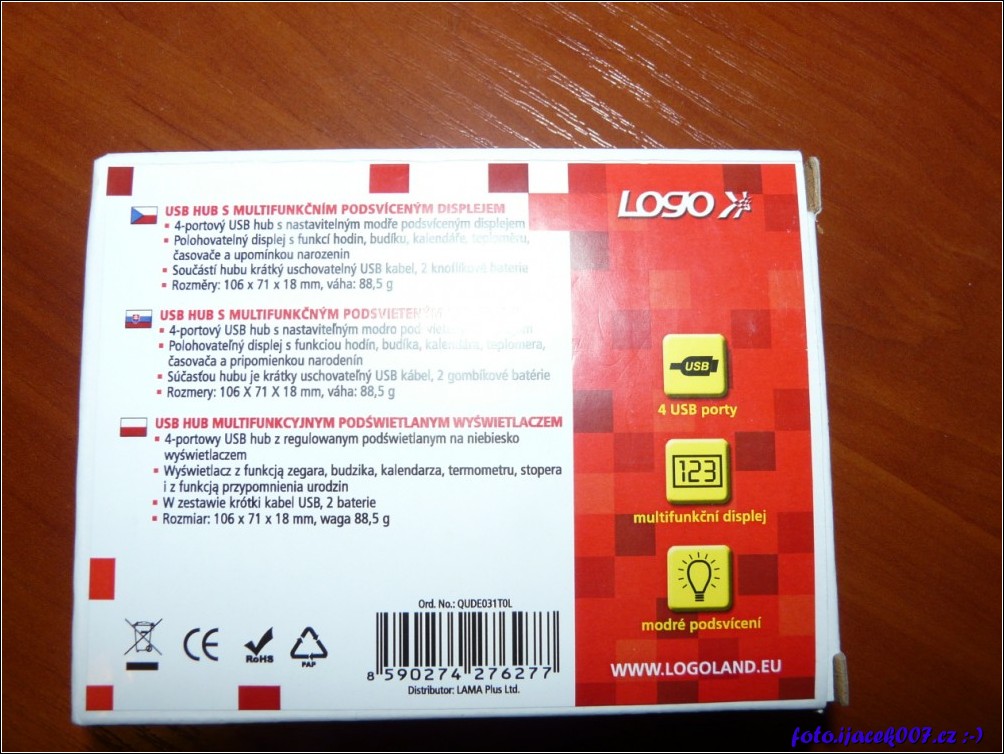 USB HUB S MULTIFUNKČNÍM PODSVÍCENÝM DISPLEJEM
4-portový USB hub s nastavitelným modře podsvíceným displejem
Polohovatelný displej s funkcí hodin, budíku, kalendáře, teploměru,
časovače a upomínkou narozenin
Součástí hubu krátký uschovatelný USB kabel, 2 knoflíkové baterie
Rozměry: 106 x 71 x 18 mm, váha: 88,5 g
USB HUB S MULTIFUNKČNÝM PODSVIETENÝM
4-portový USB hub s nastaviteľným modro
Polohovateľný displej s funkciou hodín, budíka, kalendára, teplomera,
časovača a pripomienkou narodenín
Súčasťou hubu je krátky uschovateľný USB kábel, 2 gombíkové batérie
Rozmery: 106 X 71 X 18 mm, váha: 88,5 g
USB HUB MULTIFUNKCYJNYM PODŚWIETLANYM WYŚWIETLACZEM
4-portowy USB hub z regulowanym podświetlanym na niebiesko
wyświetlaczem
Wyświetlacz z funkcją zegara, budzika, kalendarza, termometru, stopera
i z funkcją przypomnienia urodzin
W zestawie krótki kabel USB, 2 baterie
Rozmiar: 106 x 71 x 18 mm, waga 88,5 g
CE
RoHS
PAP
Ord. No.: QUDE031T0L
8 590274 276277
Distributor: LAMA Plus Ltd.
LOGO
USB
4 USB porty
123
multifunkční displej
modré podsvícení
WWW.LOGOLAND.EU
foto.ijacek007.cz ;-)